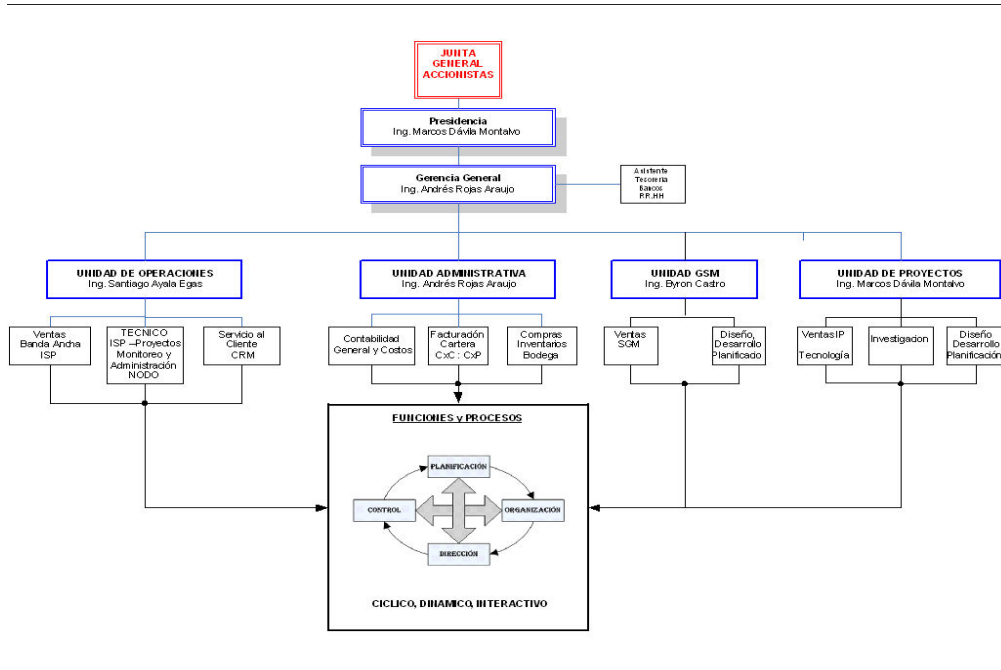 JUNTA
GENERAL
ACCIONISTAS
Presidencia
Ing. Marcos Dávila Montalvo
Gerencia General
Ing. Andrés Rojas Araujo
Asistente
Tesoreria
Bancos
RR.HH
UNIDAD DE OPERACIONES
Ing. Santiago Ayala Egas
UNIDAD ADMINISTRATIVA
Ing. Andrés Rojas Araujo
UNIDAD GSM
Ing. Byron Castro
UNIDAD DE PROYECTOS
Ing. Marcos Dávila Montalvo
Ventas
Banda Ancha
ISP
TECNICO
ISP –Proyectos
Monitoreo y
Administración
NODO
Servicio al
Cliente
CRM
Contabilidad
General y Costos
Facturación
Cartera
CxC : CxP
Compras
Inventarios
Bodega
Ventas
SGM
Diseño,
Desarrollo
Planificado
Ventas IP
y
Tecnología
Investigacion
Diseño
Desarrollo
Planificación
FUNCIONES y PROCESOS
PLANIFICACIÓN
CONTROL
ORGANIZACIÓN
DIRECCIÓN
CICLICO, DINAMICO, INTERACTIVO